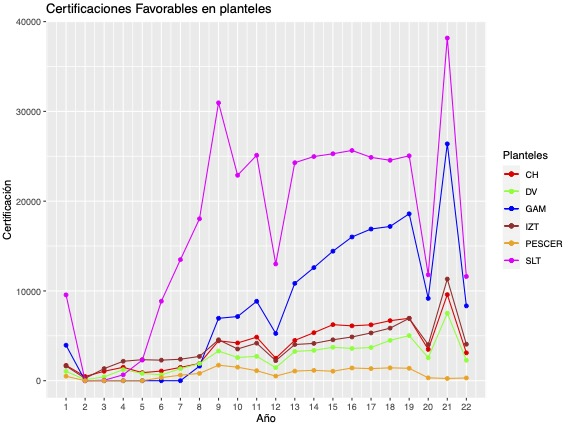 Certificaciones Favorables en planteles
40000
30000
20000
10000
0
Certificación
1 2 3 4 5 6 7 8 9 10 11 12 13 14 15 16 17 18 19 20 21 22
Año
Planteles
CH
DV
GAM
IZT
PESCER
SLT